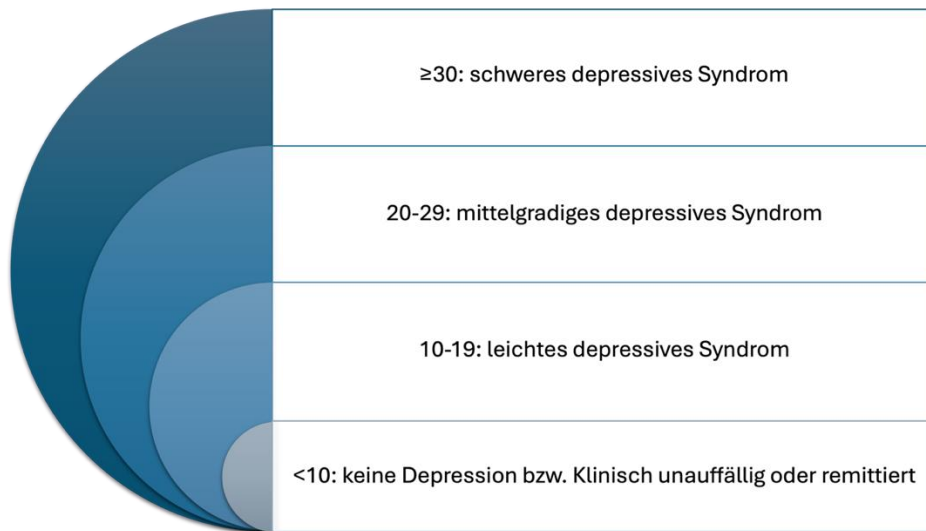 ≥30: schweres depressives Syndrom
20-29: mittelgradiges depressives Syndrom
10-19: leichtes depressives Syndrom
<10: keine Depression bzw. Klinisch unauffällig oder remittiert